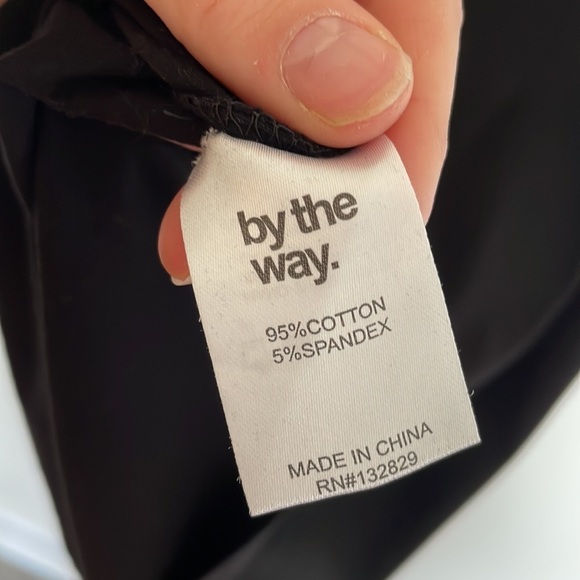 by the
way.
95%COTTON
5%SPANDEX
MADE IN CHINA
RN#132829